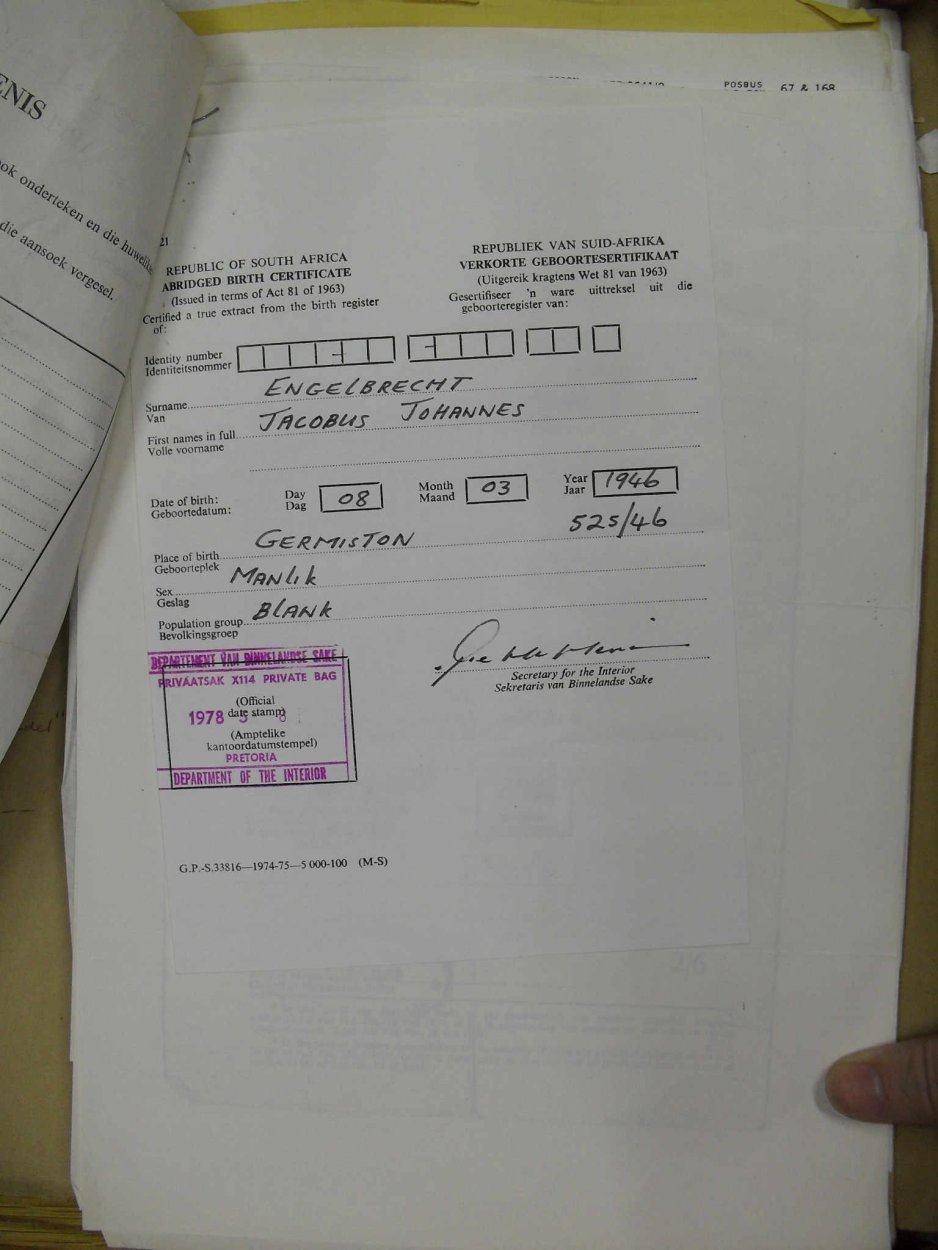 ENIS
ok onderteken en die huwelik
die aansoek vergesel.
POSBUS 67 & 168
21
REPUBLIC OF SOUTH AFRICA
ABRIDGED BIRTH CERTIFICATE
(Issued in terms of Act 81 of 1963)
Certified a true extract from the birth register
of:
REPUBLIEK VAN SUID-AFRIKA
VERKORTE GEBOORTESERTIFIKAAT
(Uitgereik kragtens Wet 81 van 1963)
Gesertifiseer 'n ware uittreksel uit die
geboorteregister van:
Identity number
Identiteitsnommer
Surname ENGELBRECHT
Van
First names in full JACOBUS JOHANNES
Volle voorname
Date of birth: Day 08 Month 03 Year 1946
Geboortedatum: Dag Maand Jaar
525/46
Place of birth GERMISTON
Geboorteplek
Sex MANLIK
Geslag
Population group BLANK
Bevolkingsgroep
Secretary for the Interior
Sekretaris van Binnelandse Sake
DEPARTEMENT VAN BINNELANDSE SAKE
PRIVAATSAK X114 PRIVATE BAG
(Official
date stamp)
1978
(Amptelike
kantoordatumstempel)
PRETORIA
DEPARTMENT OF THE INTERIOR
G.P.-S.33816—1974-75—5 000-100 (M-S)
2/6